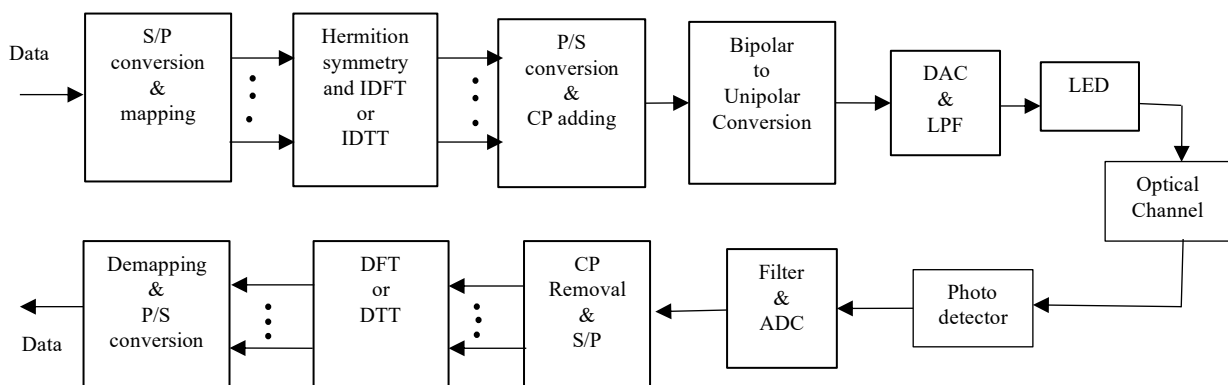 Data
S/P
conversion
&
mapping
Hermition
symmetry
and IDFT
or
IDTT
P/S
conversion
&
CP adding
Bipolar
to
Unipolar
Conversion
DAC
&
LPF
LED
Optical
Channel
Photo
detector
Filter
&
ADC
CP
Removal
&
S/P
DFT
or
DTT
Demapping
&
P/S
conversion
Data